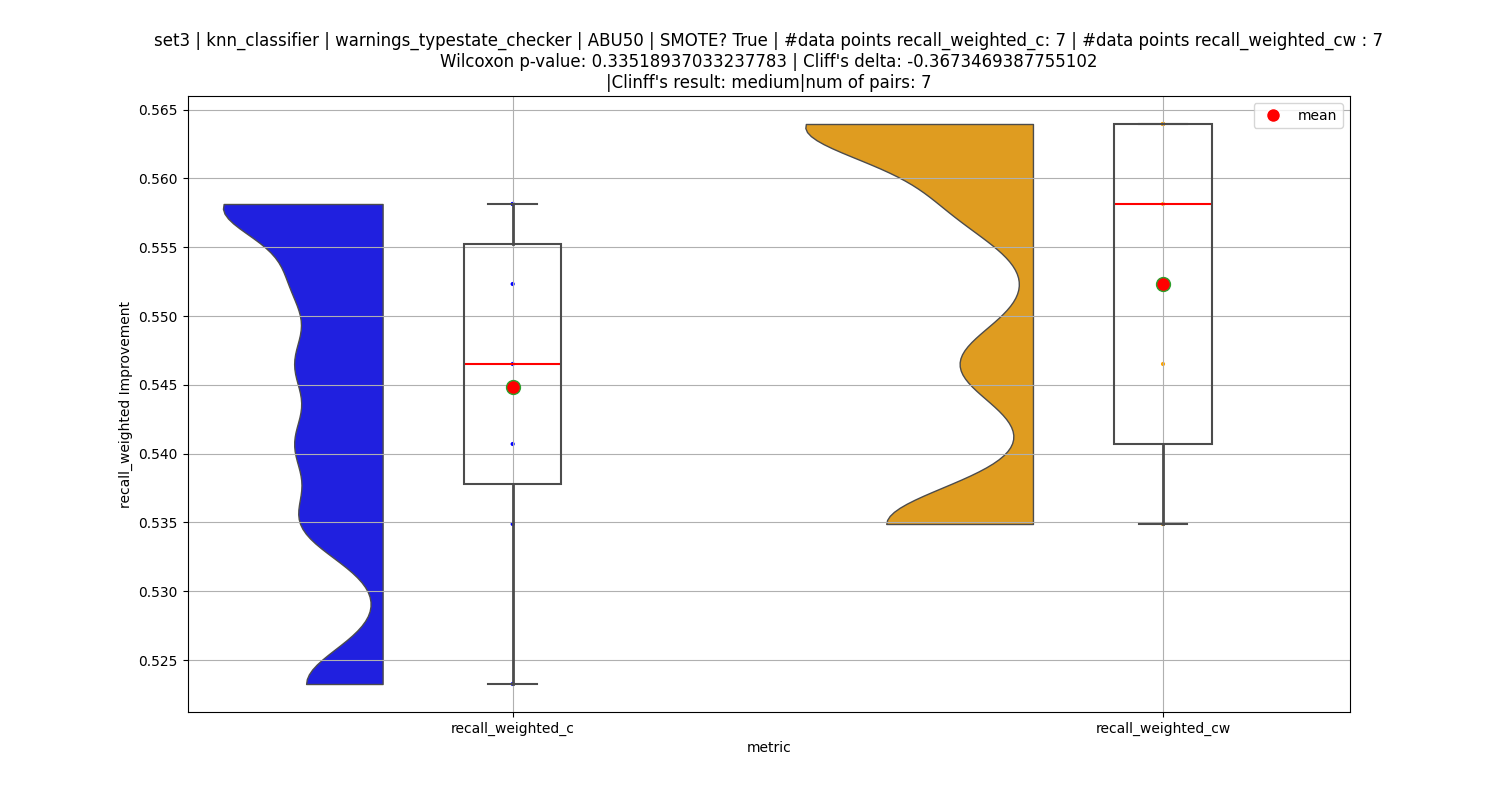 set3 | knn_classifier | warnings_typestate_checker | ABU50 | SMOTE? True | #data points recall_weighted_c: 7 | #data points recall_weighted_cw : 7
Wilcoxon p-value: 0.33518937033237783 | Cliff's delta: -0.3673469387755102
|Clinff's result: medium|num of pairs: 7
mean
0.565
0.560
0.555
0.550
0.545
0.540
0.535
0.530
0.525
recall_weighted Improvement
recall_weighted_c
recall_weighted_cw
metric